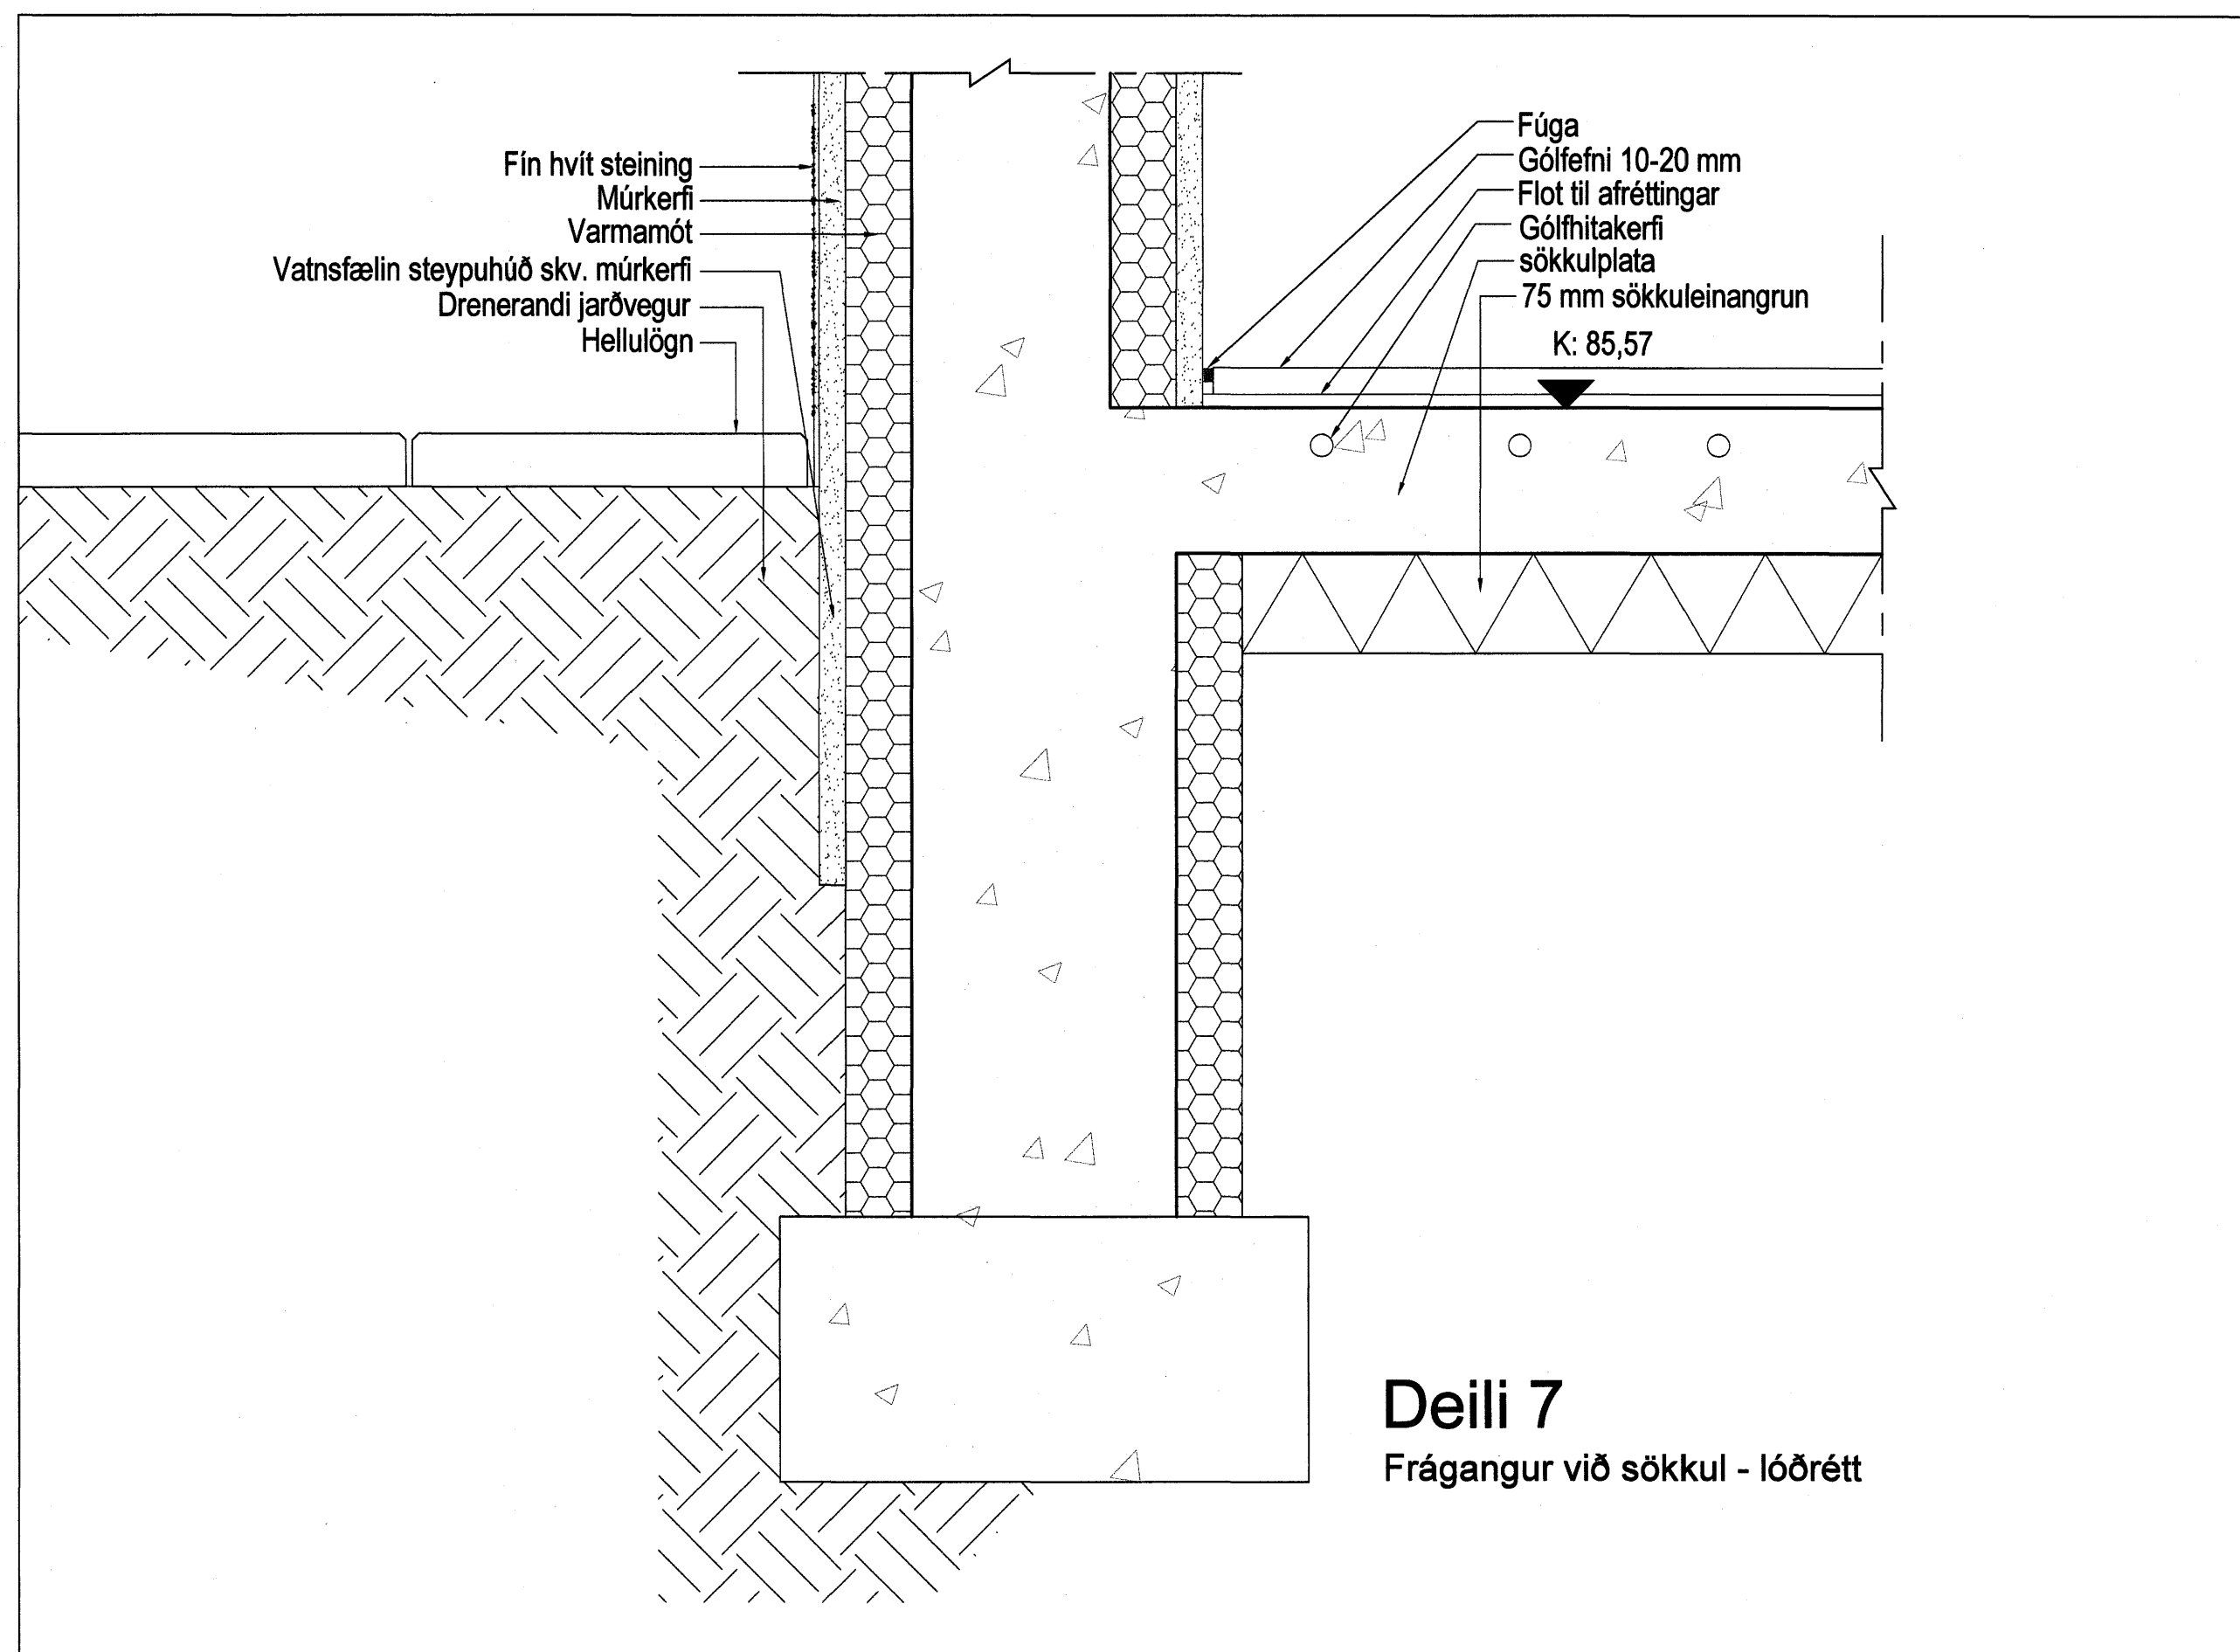 Fín hvít steining
Múrkerfi
Varmamót
Vatnsfælin steypuhúð skv. múrkerfi
Drenerandi jarðvegur
Hellulögn
Fúga
Gólfefni 10-20 mm
Flot til afréttingar
Gólfhitakerfi
sökkulplata
75 mm sökkuleinangrun
K: 85,57
Deili 7
Frágangur við sökkul - lóðrétt